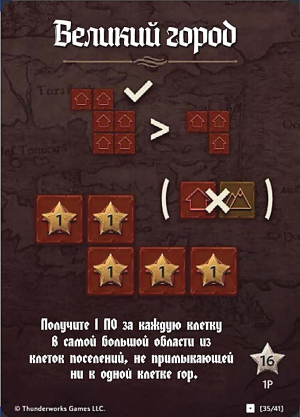 Великий город
>
1 1
1 1 1
Получите 1 ПО за каждую клетку
в самой большой области из
клеток поселений, не примыкающей
ни к одной клетке гор.
16
1P
© Thunderworks Games LLC.
[35/41]